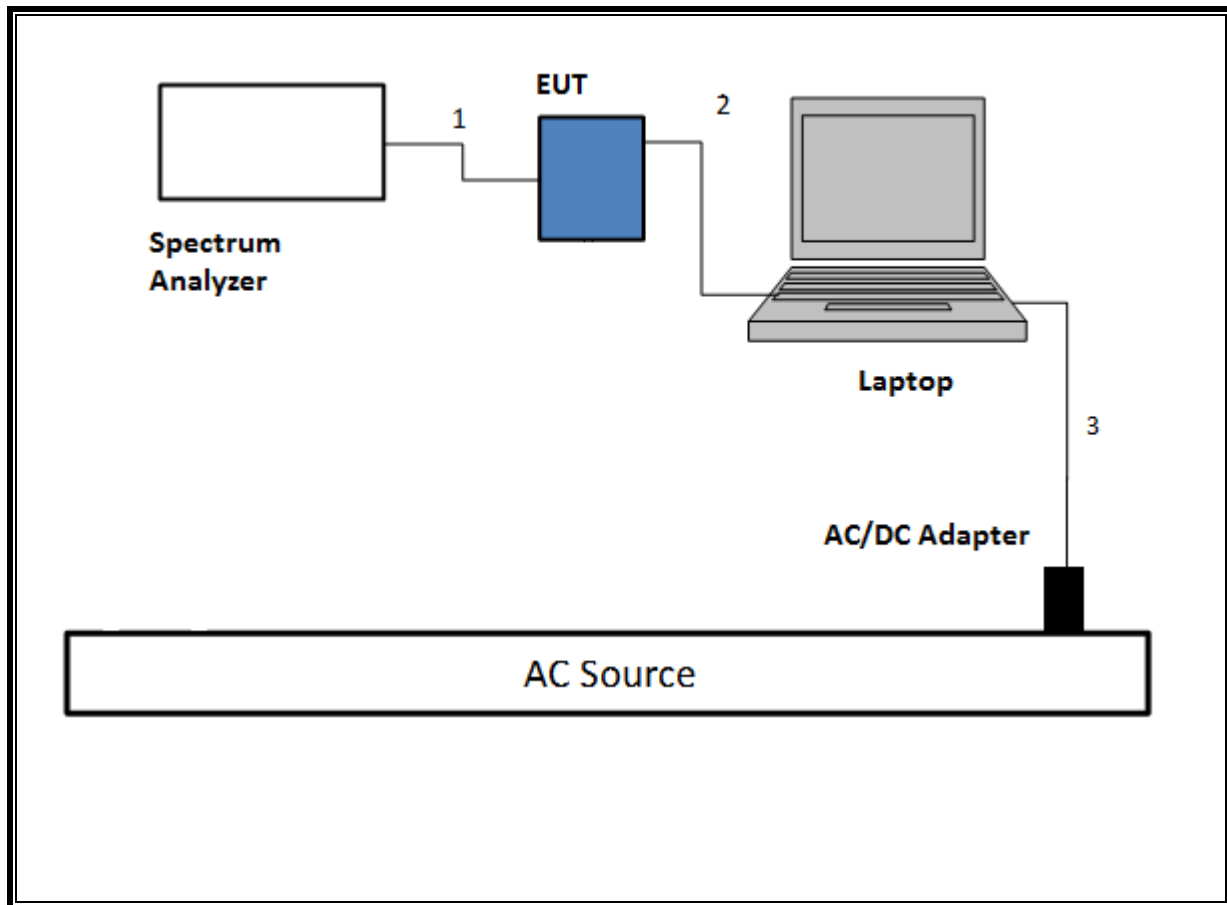 EUT
1
2
Spectrum
Analyzer
Laptop
3
AC/DC Adapter
AC Source